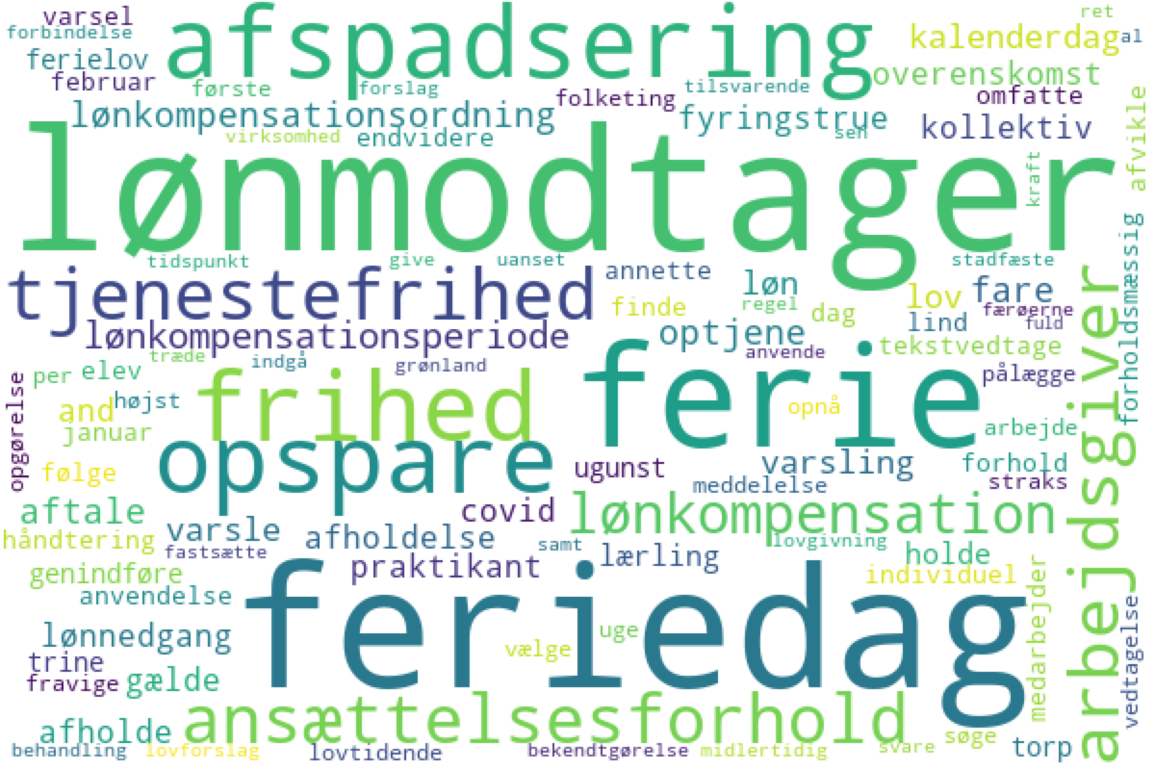 varsel
afspadsering
ret
forbindelse
kalenderdag
al
ferielov
overenskomst
februar
første
forslag
folketing
tilsvarende
omfatte
afvikle
lønkompensationsordning
fyringstrue
kollektiv
virksomhed
endvidere
sen
lønmodtager
kraft
tidspunkt
give
uanset
stadfæste
forholdsmæssig
tjenestefrihed
annette
løn
lov
fare
finde
regel
dag
færøerne
lønkompensationsperiode
optjene
lind
fuld
træde
indgå
grønland
anvende
tekstvedtage
per
elev
frihed
ferie
pålægge
arbejdsgiver
opgørelse
and
højst
opnå
januar
arbejde
opspare
ugunst
varsling
forhold
følge
meddelelse
straks
aftale
covid
lønkompensation
varsle
afholdelse
håndtering
fastsætte
samt
lærling
lovgivning
holde
genindføre
praktikant
individuel
medarbejder
anvendelse
feriedag
lønnedgang
uge
vælge
vedtagelse
trine
fravige
gælde
afholde
ansættelsesforhold
søge
torp
behandling
lovforslag
lovtidende
bekendtgørelse
midlertidig
svare